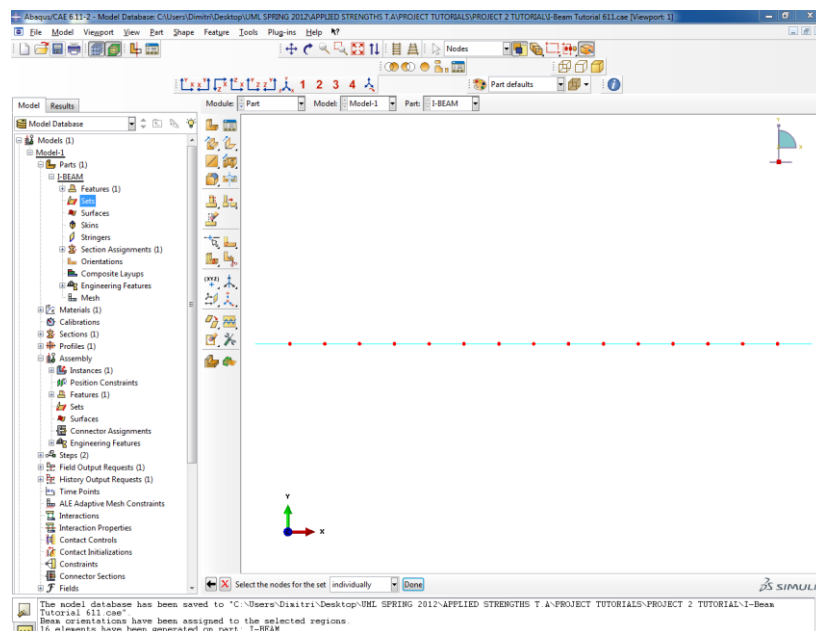 Abaqus/CAE 6.11-2 - Model Database: C:\Users\Dimitri\Desktop\UML SPRING 2012\APPLIED STRENGTHS T.A\PROJECT TUTORIALS\PROJECT 2 TUTORIAL\I-Beam Tutorial 611.cae [Viewport: 1]
File Model Viewport View Part Shape Feature Tools Plug-ins Help
Nodes
1 2 3 4 Part defaults
Model Results
Module: Part Model: Model-1 Part: I-BEAM
Model Database
Models (1)
Model-1
Parts (1)
I-BEAM
Features (1)
Sets
Surfaces
Skins
Stringers
Section Assignments (1)
Orientations
Composite Layups
Engineering Features
Mesh
Materials (1)
Calibrations
Sections (1)
Profiles (1)
Assembly
Instances (1)
Position Constraints
Features (1)
Sets
Surfaces
Connector Assignments
Engineering Features
Steps (2)
Field Output Requests (1)
History Output Requests (1)
Time Points
ALE Adaptive Mesh Constraints
Interactions
Interaction Properties
Contact Controls
Contact Initializations
Constraints
Connector Sections
Fields
(XYZ)
Y
X
Select the nodes for the set individually Done
SIMULI
The model database has been saved to "C:\Users\Dimitri\Desktop\UML SPRING 2012\APPLIED STRENGTHS T.A\PROJECT TUTORIALS\PROJECT 2 TUTORIAL\I-Beam
Tutorial 611.cae".
Beam orientations have been assigned to the selected regions.
16 elements have been generated on part: I-BEAM